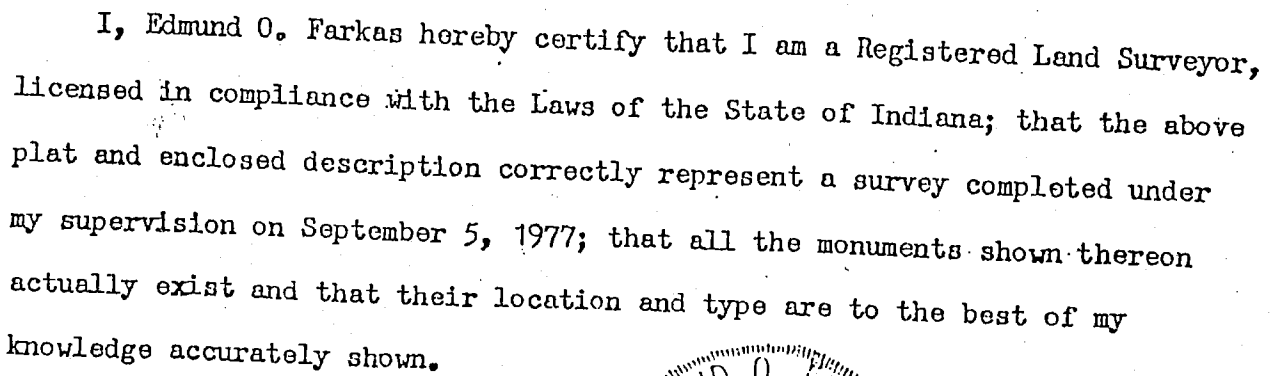 I, Edmund O. Farkas hereby certify that I am a Registered Land Surveyor,
licensed in compliance with the Laws of the State of Indiana; that the above
plat and enclosed description correctly represent a survey completed under
my supervision on September 5, 1977; that all the monuments shown thereon
actually exist and that their location and type are to the best of my
knowledge accurately shown.